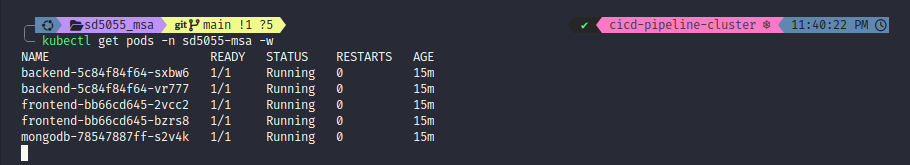 sd5055_msa git main !1 ?5 ✔ cicd-pipeline-cluster 11:40:22 PM
kubectl get pods -n sd5055-msa -w
NAME READY STATUS RESTARTS AGE
backend-5c84f84f64-sxbw6 1/1 Running 0 15m
backend-5c84f84f64-vr777 1/1 Running 0 15m
frontend-bb66cd645-2vcc2 1/1 Running 0 15m
frontend-bb66cd645-bzrs8 1/1 Running 0 15m
mongodb-78547887ff-s2v4k 1/1 Running 0 15m